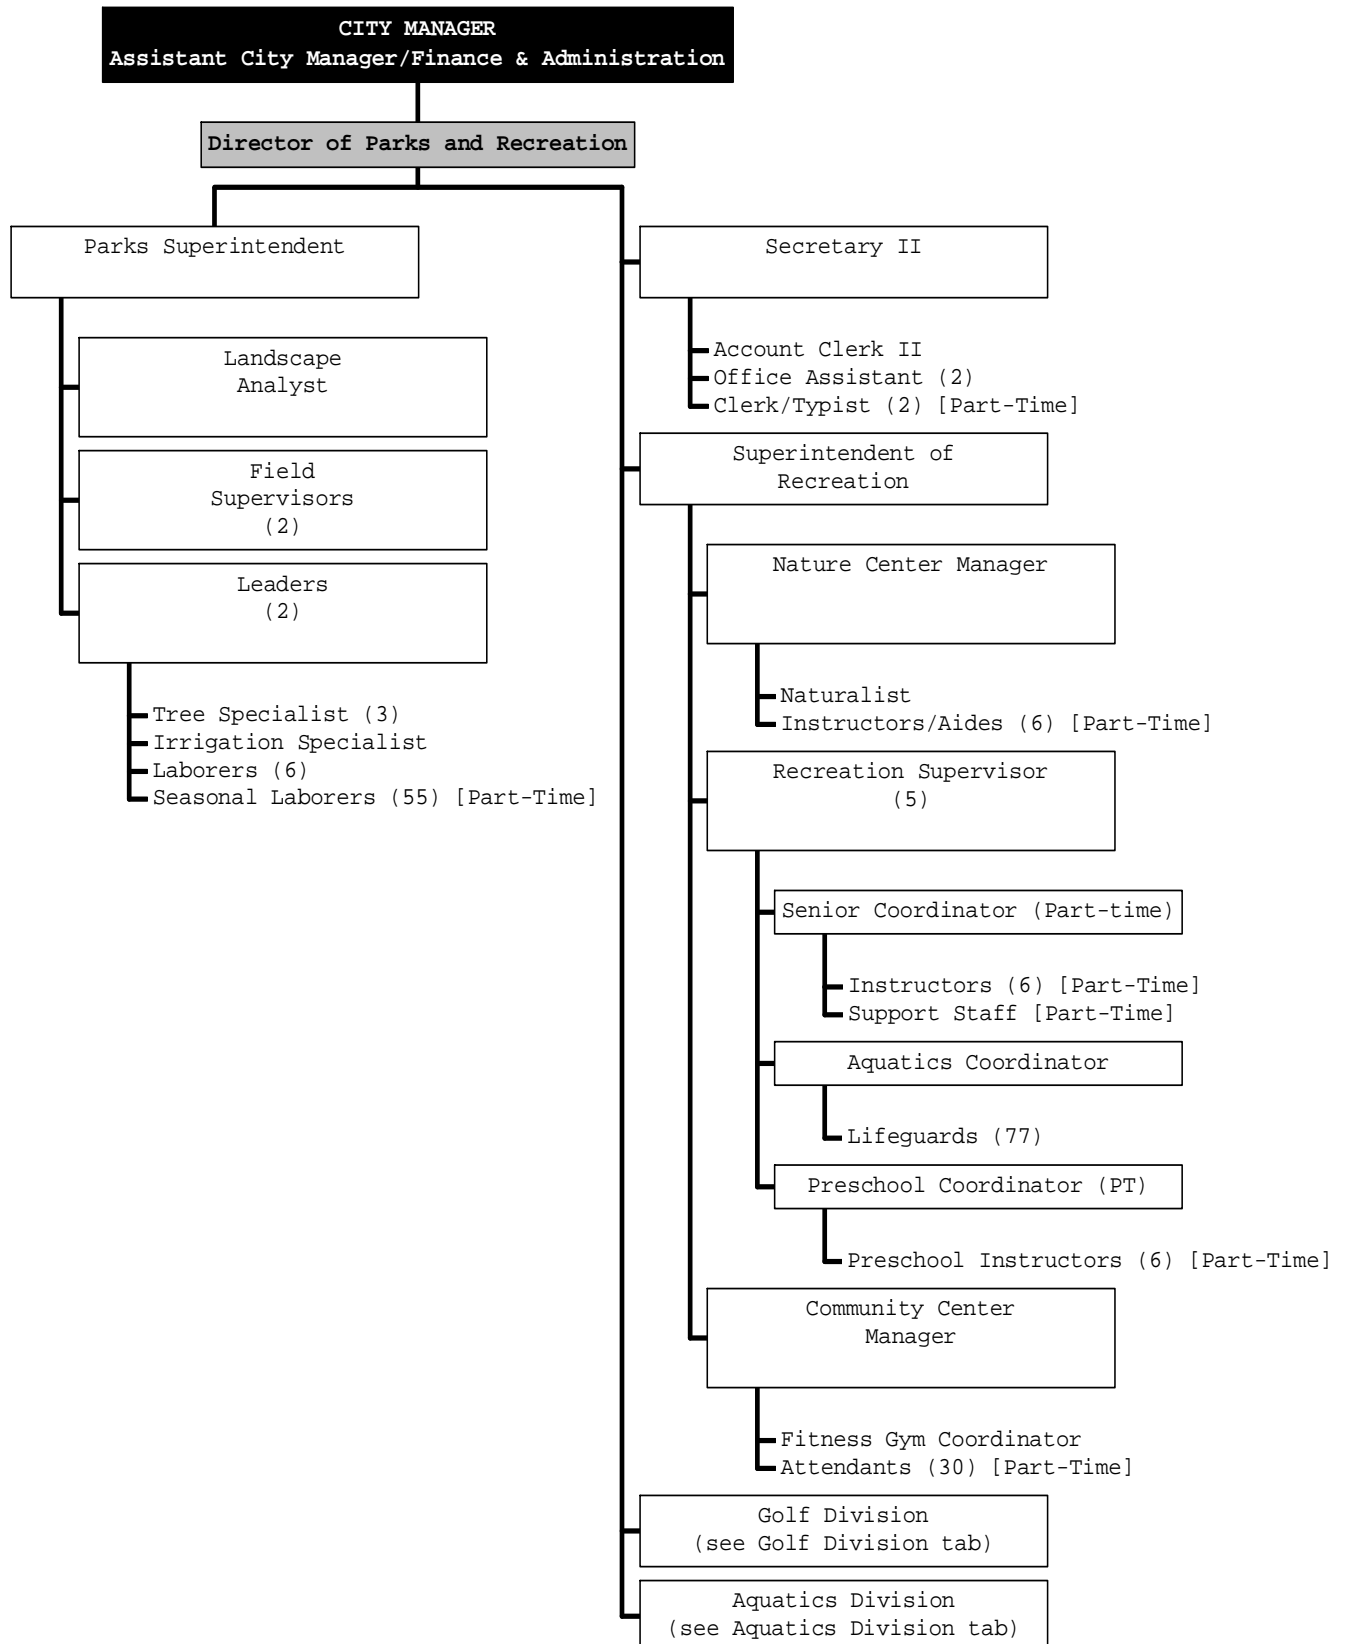 CITY MANAGER
Assistant City Manager/Finance & Administration
Director of Parks and Recreation
Parks Superintendent
Landscape
Analyst
Field
Supervisors
(2)
Leaders
(2)
Tree Specialist (3)
Irrigation Specialist
Laborers (6)
Seasonal Laborers (55) [Part-Time]
Secretary II
Account Clerk II
Office Assistant (2)
Clerk/Typist (2) [Part-Time]
Superintendent of
Recreation
Nature Center Manager
Naturalist
Instructors/Aides (6) [Part-Time]
Recreation Supervisor
(5)
Senior Coordinator (Part-time)
Instructors (6) [Part-Time]
Support Staff [Part-Time]
Aquatics Coordinator
Lifeguards (77)
Preschool Coordinator (PT)
Preschool Instructors (6) [Part-Time]
Community Center
Manager
Fitness Gym Coordinator
Attendants (30) [Part-Time]
Golf Division
(see Golf Division tab)
Aquatics Division
(see Aquatics Division tab)